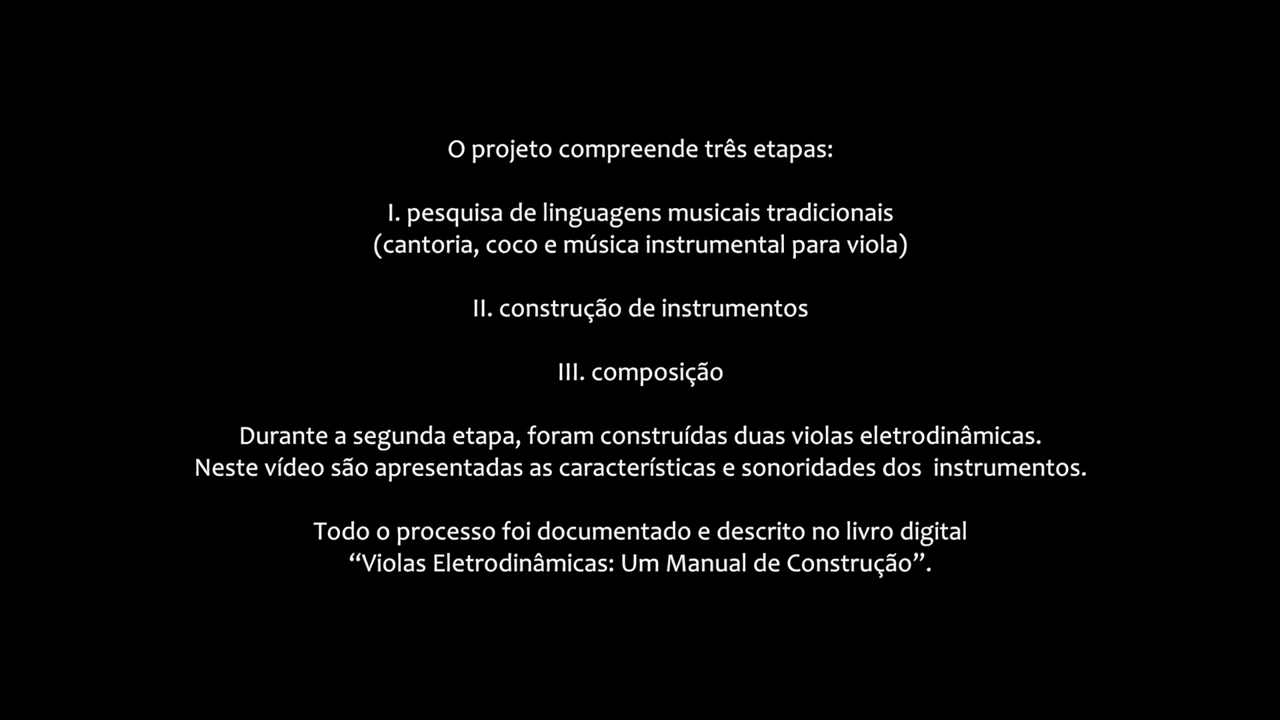 O projeto compreende três etapas:
I. pesquisa de linguagens musicais tradicionais
(cantoria, coco e música instrumental para viola)
II. construção de instrumentos
III. composição
Durante a segunda etapa, foram construídas duas violas eletrodinâmicas.
Neste vídeo são apresentadas as características e sonoridades dos  instrumentos.
Todo o processo foi documentado e descrito no livro digital
“Violas Eletrodinâmicas: Um Manual de Construção”.